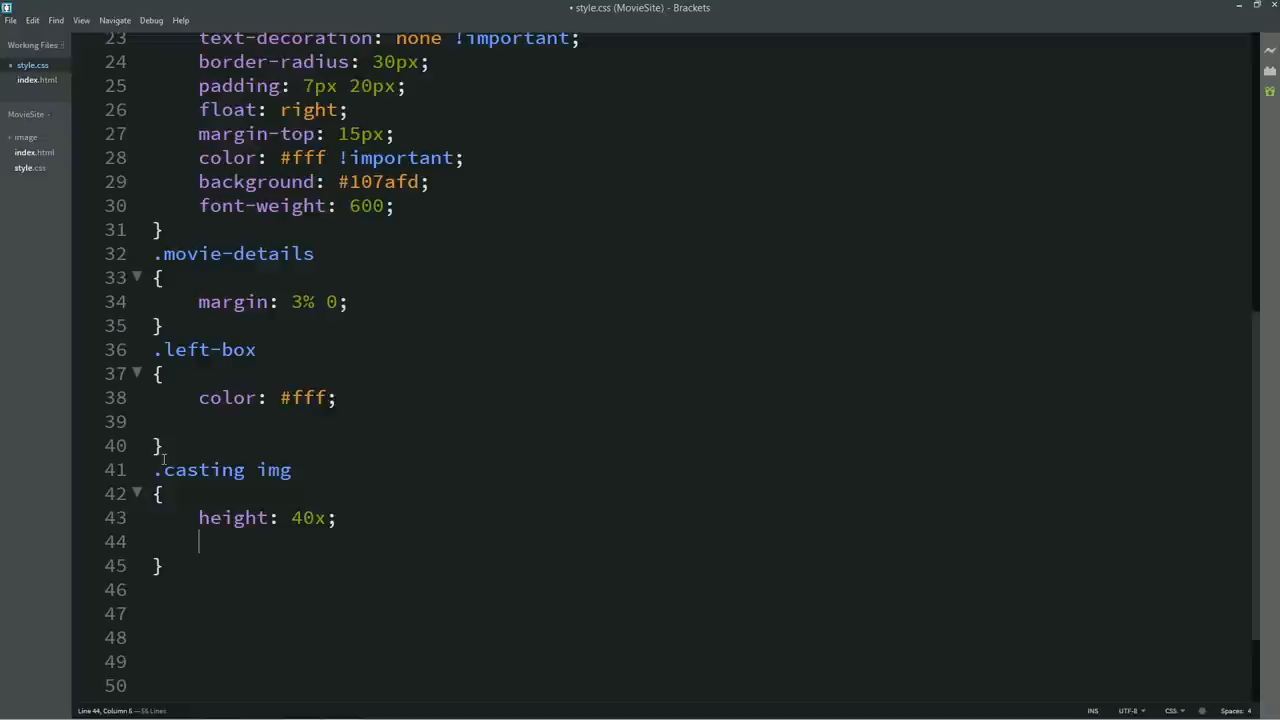 • style.css (MovieSite) - Brackets
File Edit Find View Navigate Debug Help
Working Files
• style.css
index.html
MovieSite
image
index.html
style.css
23 text-decoration: none !important;
24 border-radius: 30px;
25 padding: 7px 20px;
26 float: right;
27 margin-top: 15px;
28 color: #fff !important;
29 background: #107afd;
30 font-weight: 600;
31 }
32 .movie-details
33 {
34 margin: 3% 0;
35 }
36 .left-box
37 {
38 color: #fff;
39
40 }
41 .casting img
42 {
43 height: 40x;
44
45 }
46
47
48
49
50
Line 44, Column 5 — 55 Lines
INS UTF-8 CSS Spaces: 4